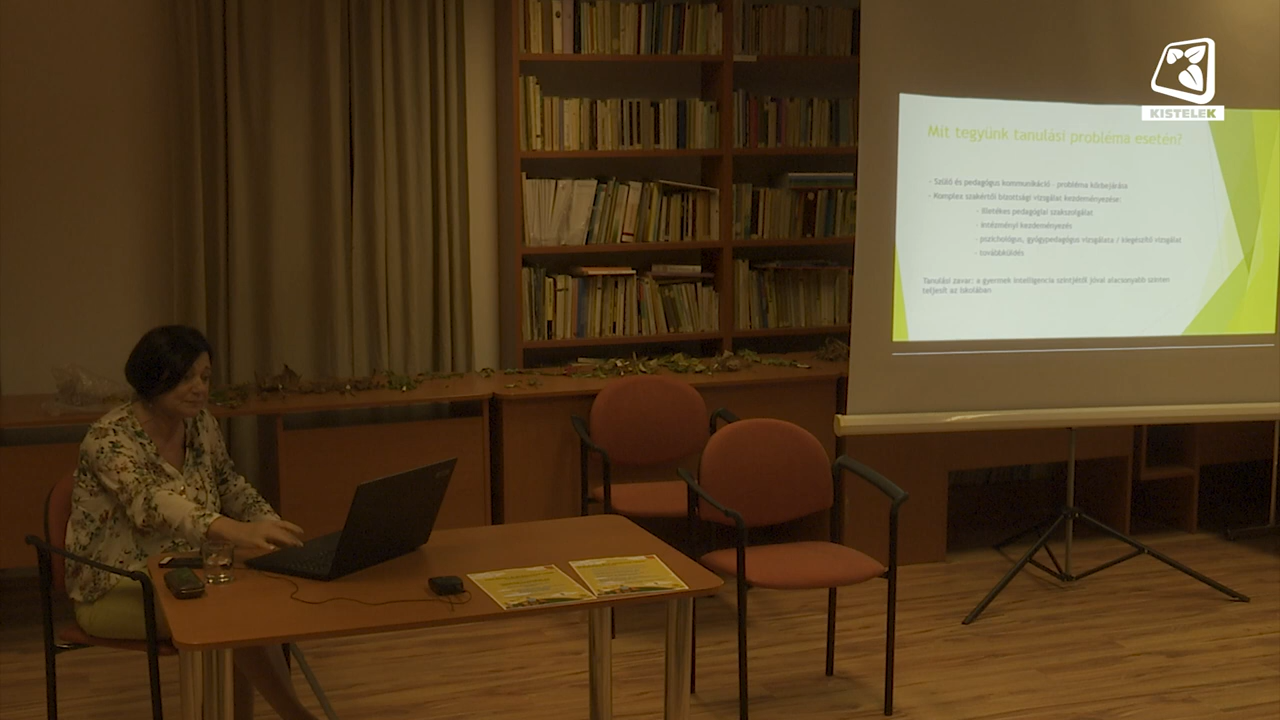 KISTELEK
Mit tegyünk tanulási probléma esetén?
- Szülő és pedagógus kommunikáció - probléma körbejárása
- Komplex szakértői bizottsági vizsgálat kezdeményezése:
- illetékes pedagógiai szakszolgálat
- intézményi kezdeményezés
- pszichológus, gyógypedagógus vizsgálata / kiegészítő vizsgálat
- továbbküldés
Tanulási zavar: a gyermek intelligencia szintjétől jóval alacsonyabb szinten
teljesít az iskolában